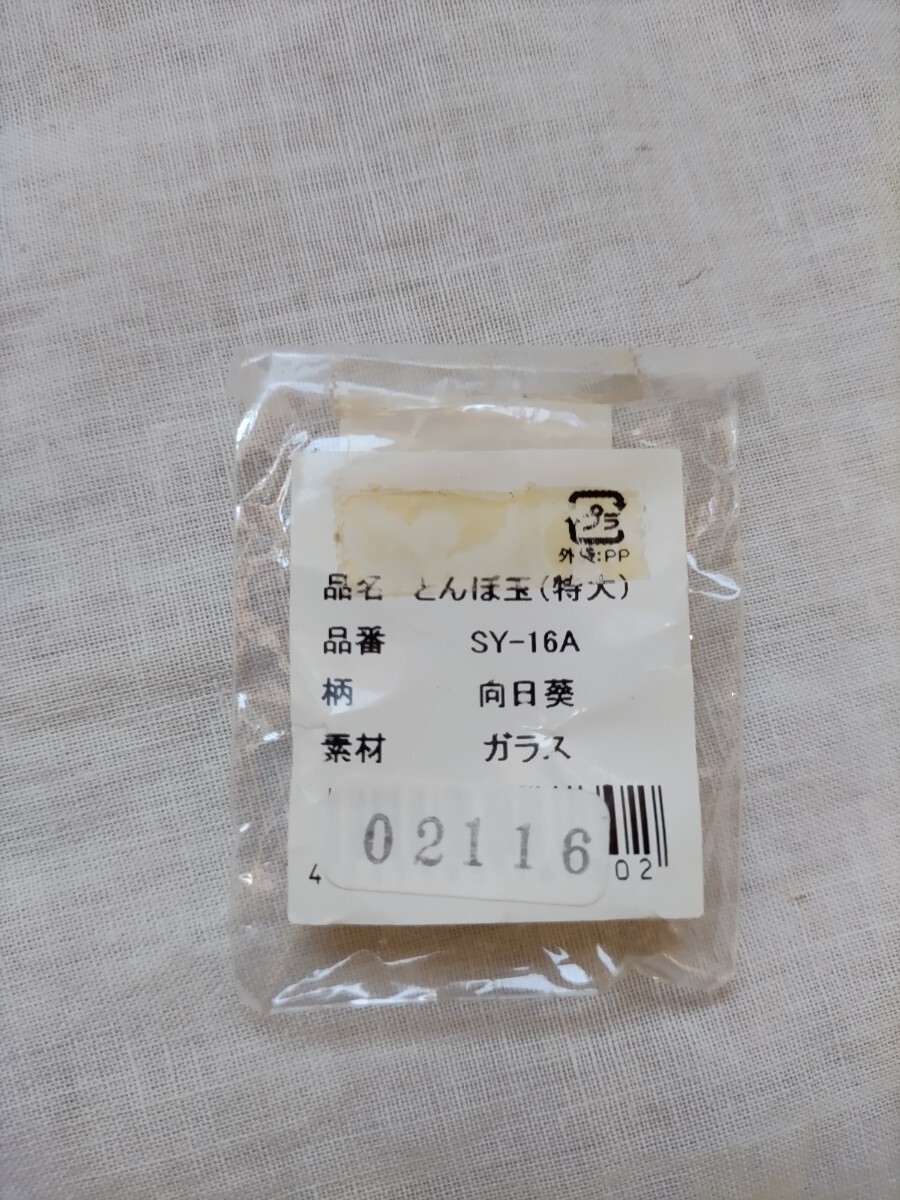 プラ
外袋:PP
品名 とんぼ玉(特大)
品番 SY-16A
柄 向日葵
素材 ガラス
02116
4 02